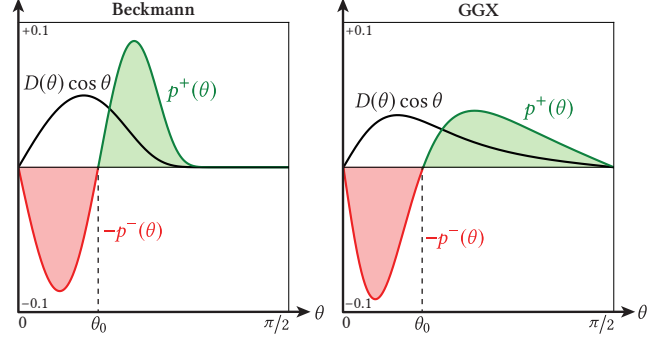 Beckmann
+0.1
D(θ) cos θ
p⁺(θ)
−p⁻(θ)
−0.1
0
θ₀
π/2
θ
GGX
+0.1
D(θ) cos θ
p⁺(θ)
−p⁻(θ)
−0.1
0
θ₀
π/2
θ